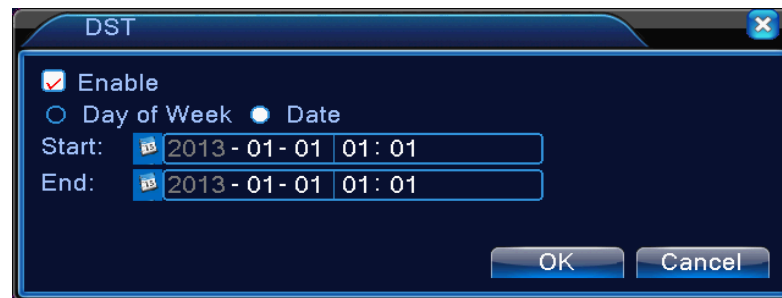 DST
Enable
Day of Week Date
Start: 2013-01-01 01:01
End: 2013-01-01 01:01
OK Cancel